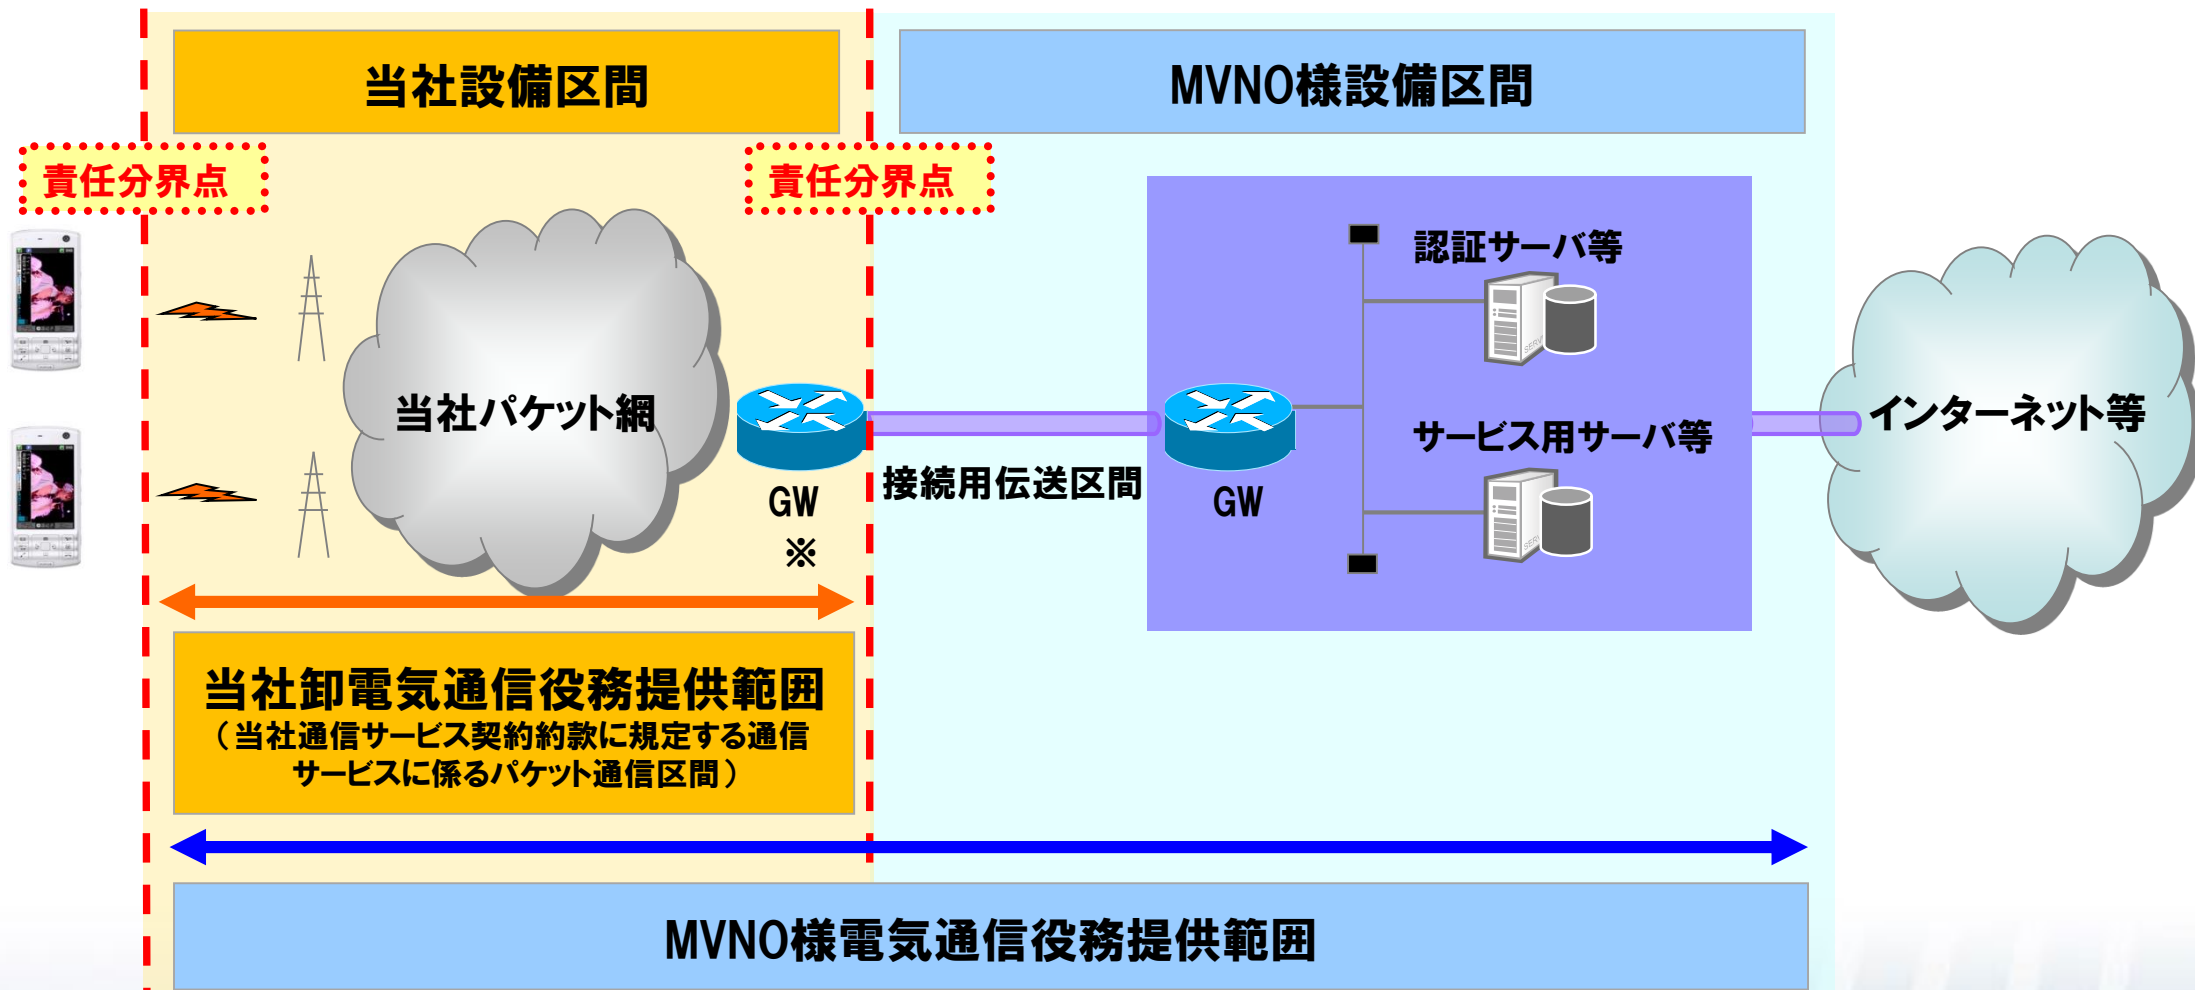 当社設備区間
MVNO様設備区間
責任分界点
責任分界点
認証サーバ等
当社パケット網
インターネット等
サービス用サーバ等
接続用伝送区間
GW
GW
※
当社卸電気通信役務提供範囲
（当社通信サービス契約約款に規定する通信
サービスに係るパケット通信区間）
MVNO様電気通信役務提供範囲